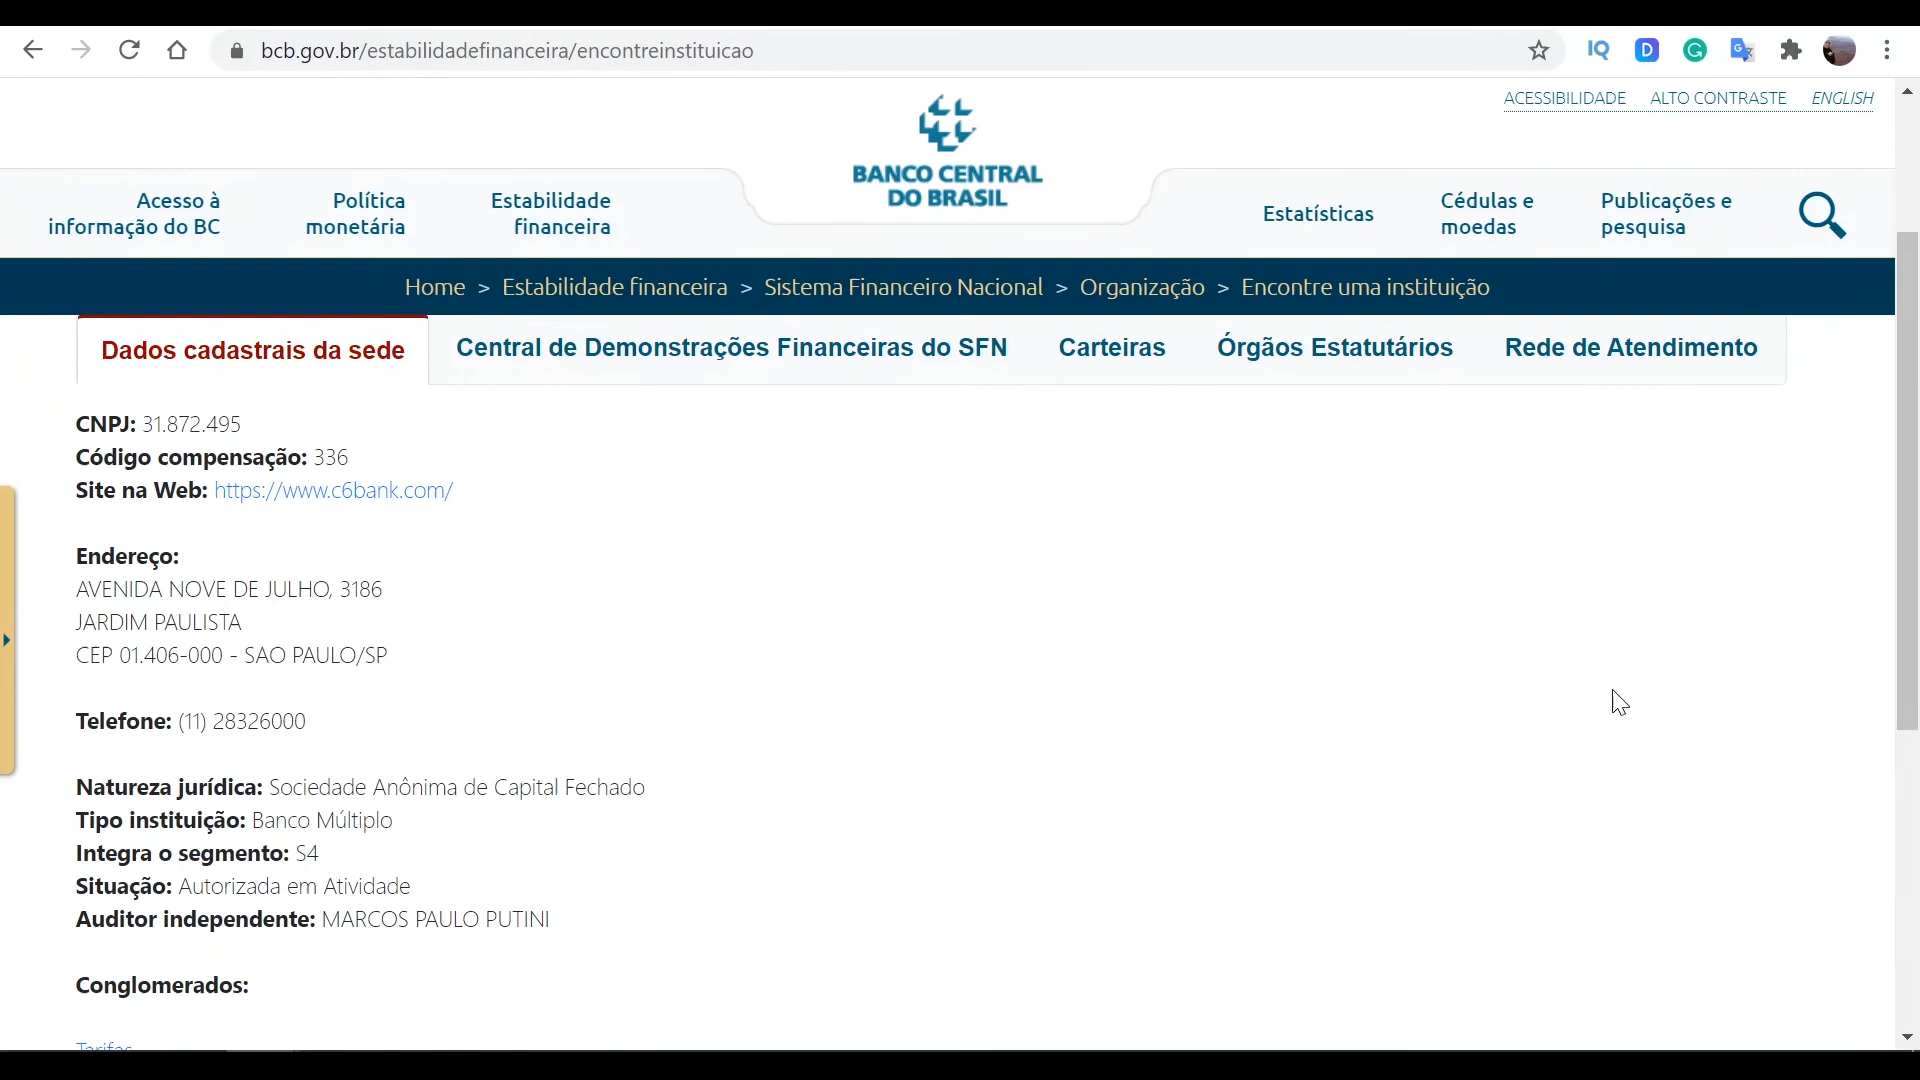 bcb.gov.br/estabilidadefinanceira/encontreinstituicao
ACESSIBILIDADE ALTO CONTRASTE ENGLISH
BANCO CENTRAL
DO BRASIL
Acesso à
informação do BC
Política
monetária
Estabilidade
financeira
Estatísticas
Cédulas e
moedas
Publicações e
pesquisa
Home > Estabilidade financeira > Sistema Financeiro Nacional > Organização > Encontre uma instituição
Dados cadastrais da sede Central de Demonstrações Financeiras do SFN Carteiras Órgãos Estatutários Rede de Atendimento
CNPJ: 31.872.495
Código compensação: 336
Site na Web: https://www.c6bank.com/
Endereço:
AVENIDA NOVE DE JULHO, 3186
JARDIM PAULISTA
CEP 01.406-000 - SAO PAULO/SP
Telefone: (11) 28326000
Natureza jurídica: Sociedade Anônima de Capital Fechado
Tipo instituição: Banco Múltiplo
Integra o segmento: S4
Situação: Autorizada em Atividade
Auditor independente: MARCOS PAULO PUTINI
Conglomerados:
Tarifas